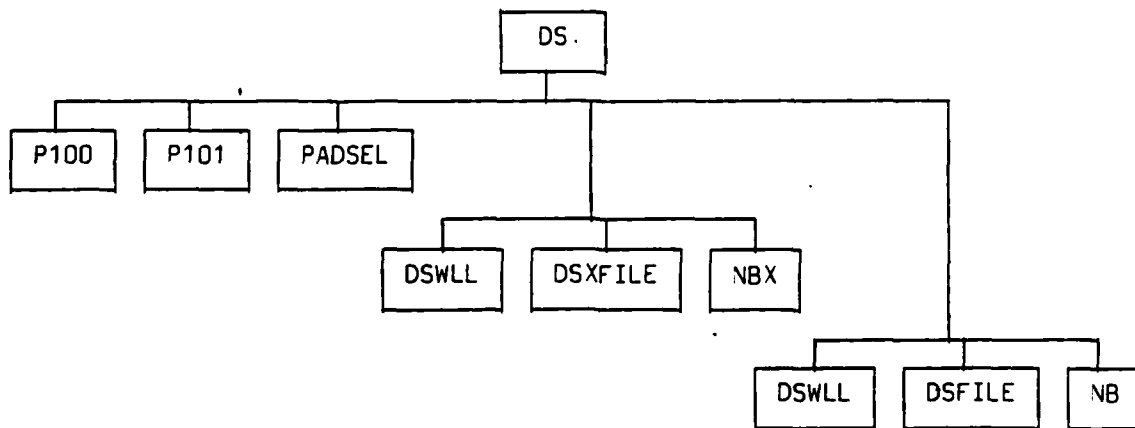 DS.
P100 P101 PADSEL
DSWLL DSXFILE NBX
DSWLL DSFILE NB